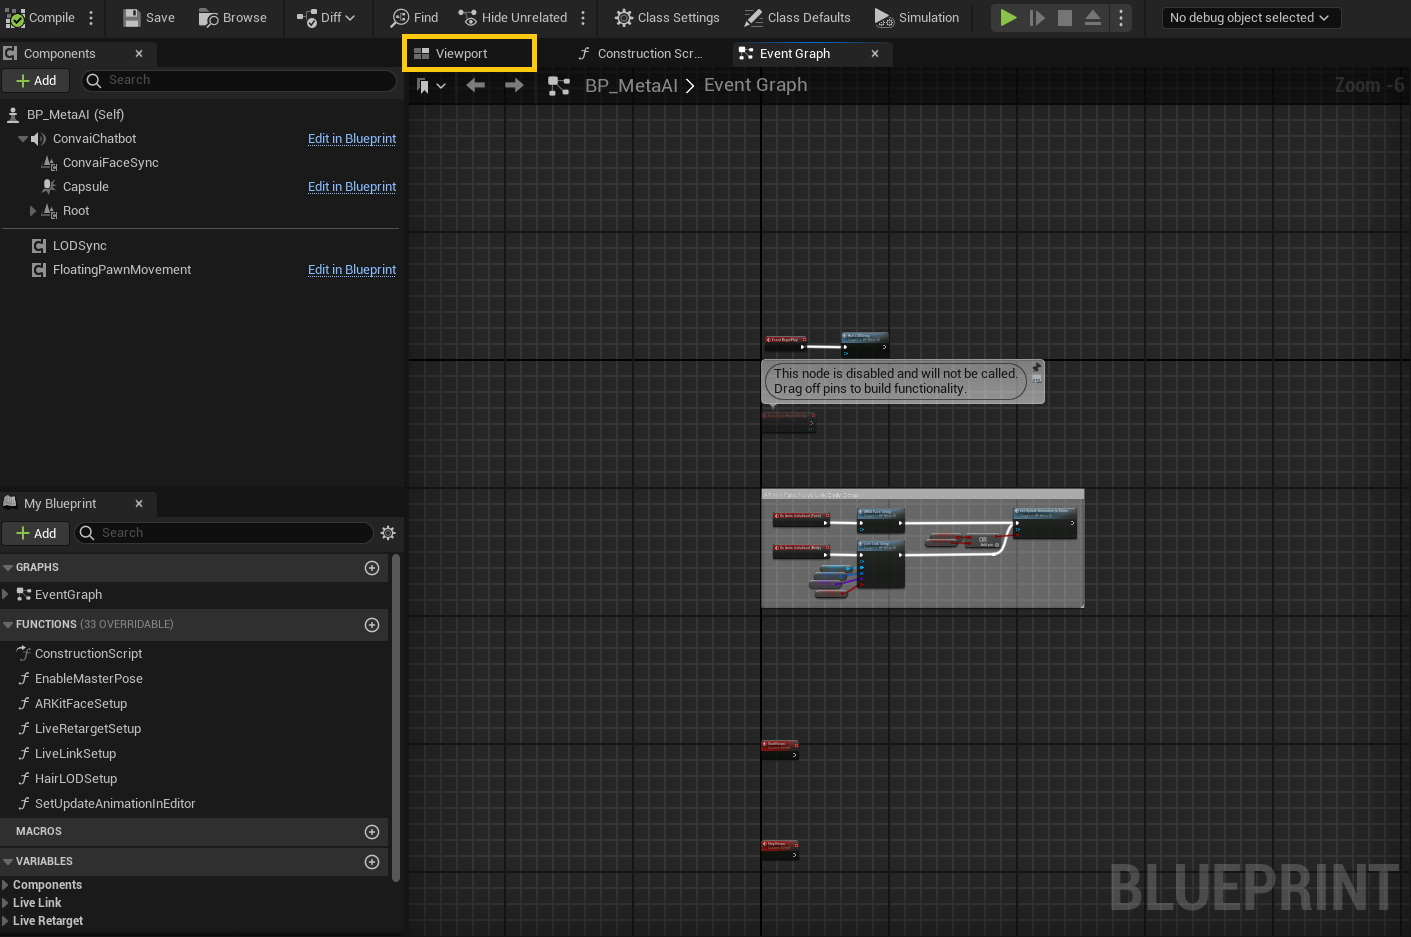 Compile
Save
Browse
Diff
Find
Hide Unrelated
Class Settings
Class Defaults
Simulation
No debug object selected
Components
Viewport
Construction Scr...
Event Graph
Add
Search
BP_MetaAI
Event Graph
Zoom -6
BP_MetaAI (Self)
ConvaiChatbot
Edit in Blueprint
ConvaiFaceSync
Capsule
Edit in Blueprint
Root
LODSync
FloatingPawnMovement
Edit in Blueprint
Event BeginPlay
This node is disabled and will not be called.
Drag off pins to build functionality.
My Blueprint
Add
Search
GRAPHS
EventGraph
FUNCTIONS (33 OVERRIDABLE)
ConstructionScript
EnableMasterPose
ARKitFaceSetup
LiveRetargetSetup
LiveLinkSetup
HairLODSetup
SetUpdateAnimationInEditor
MACROS
VARIABLES
Components
Live Link
Live Retarget
OR
BLUEPRINT